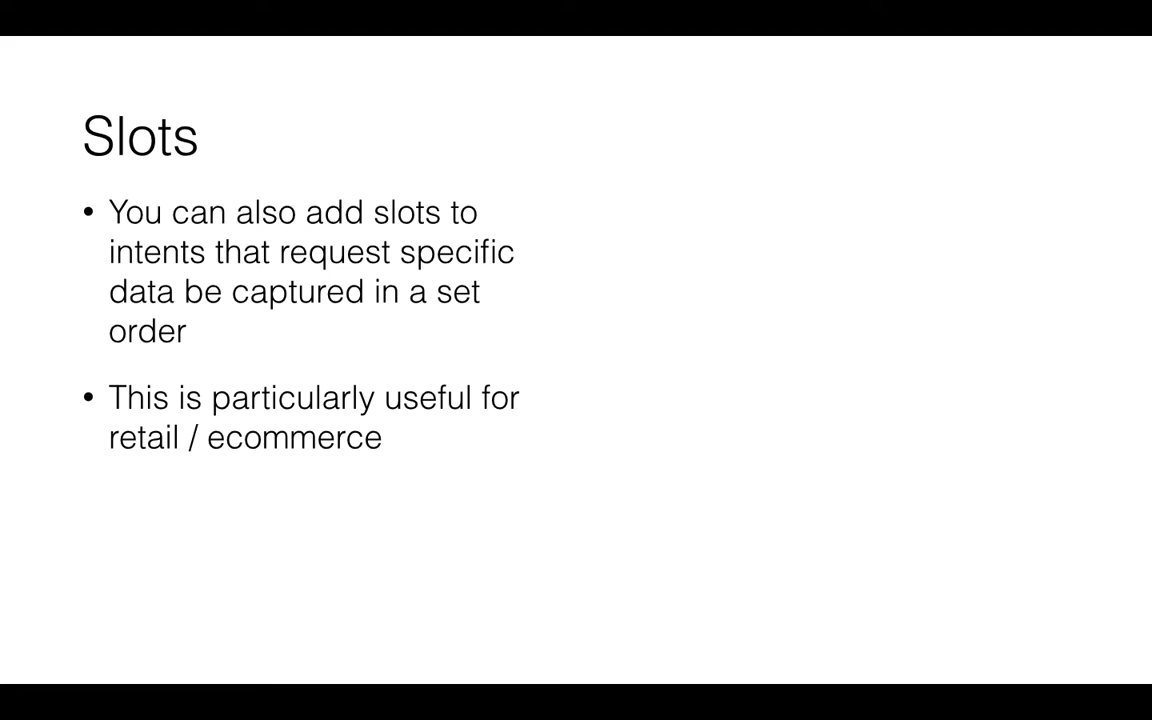 Slots
• You can also add slots to
intents that request specific
data be captured in a set
order
• This is particularly useful for
retail / ecommerce